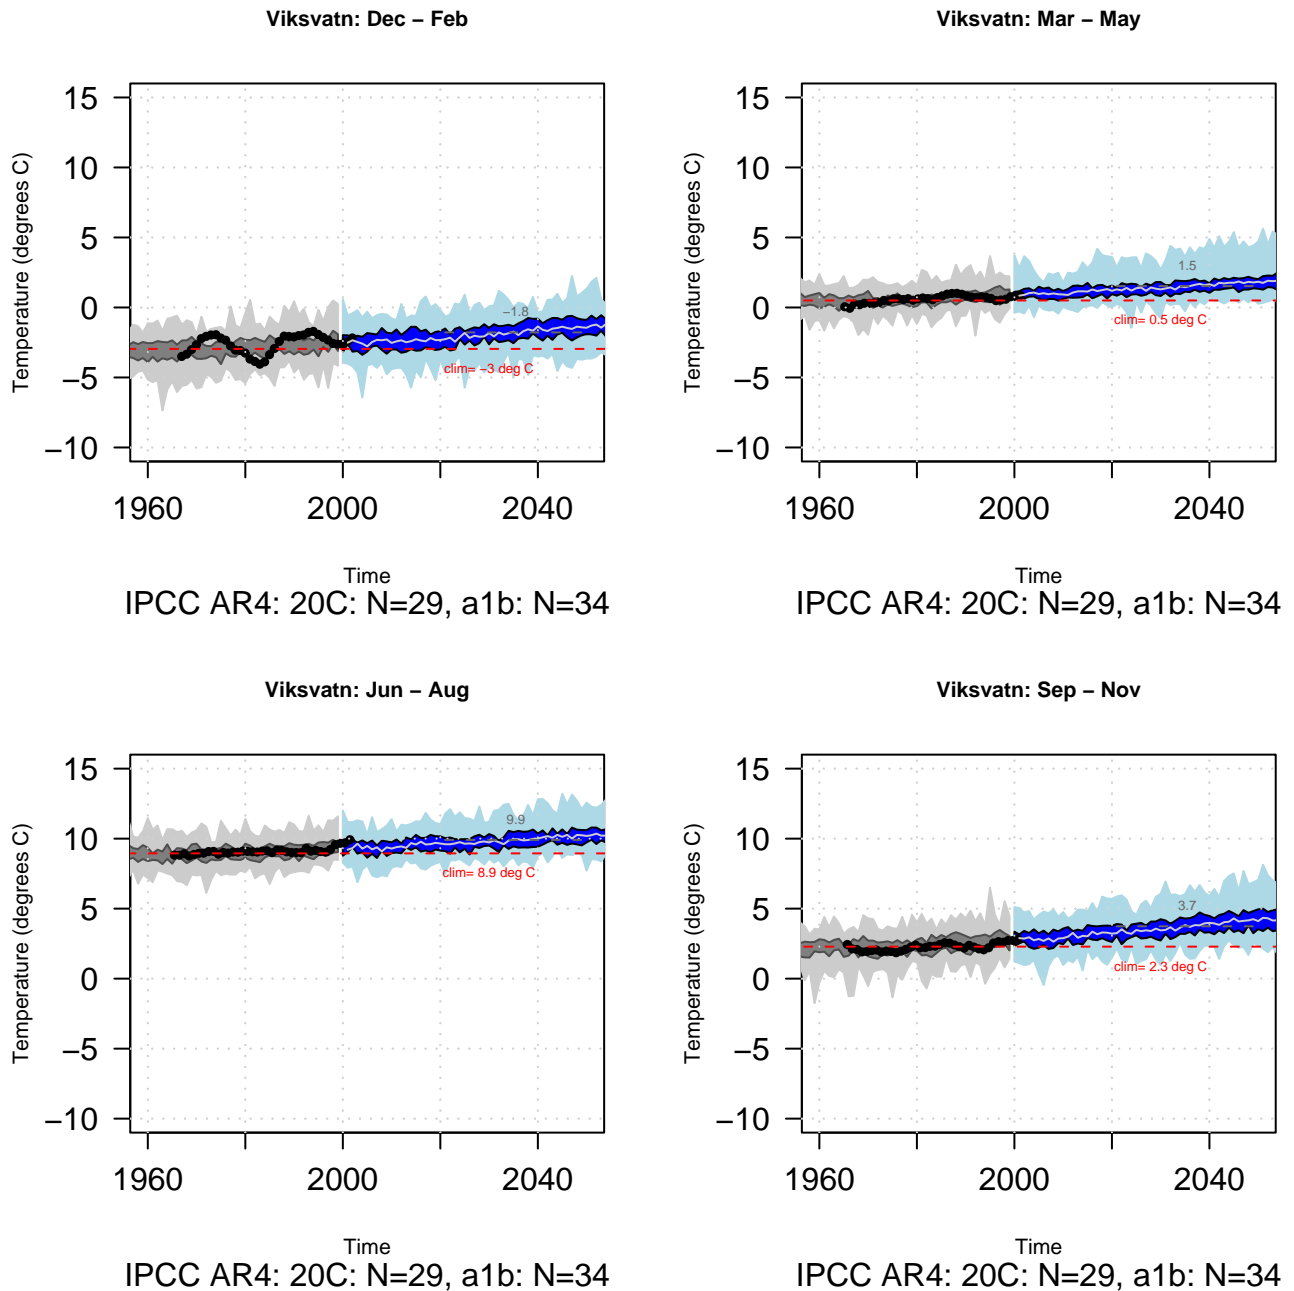 Viksvatn: Dec − Feb
Temperature (degrees C)
15
10
5
0
−5
−10
−1.8
clim= −3 deg C
1960
2000
2040
Time
IPCC AR4: 20C: N=29, a1b: N=34
Viksvatn: Mar − May
Temperature (degrees C)
15
10
5
0
−5
−10
1.5
clim= 0.5 deg C
1960
2000
2040
Time
IPCC AR4: 20C: N=29, a1b: N=34
Viksvatn: Jun − Aug
Temperature (degrees C)
15
10
5
0
−5
−10
9.9
clim= 8.9 deg C
1960
2000
2040
Time
IPCC AR4: 20C: N=29, a1b: N=34
Viksvatn: Sep − Nov
Temperature (degrees C)
15
10
5
0
−5
−10
3.7
clim= 2.3 deg C
1960
2000
2040
Time
IPCC AR4: 20C: N=29, a1b: N=34